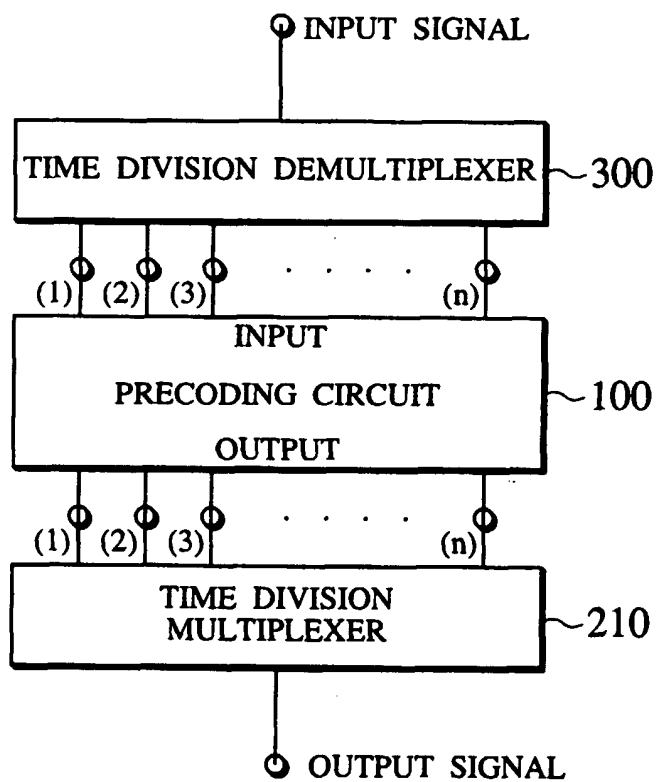 INPUT SIGNAL
TIME DIVISION DEMULTIPLEXER
300
(1) (2) (3) . . . . (n)
INPUT
PRECODING CIRCUIT
100
OUTPUT
(1) (2) (3) . . . . (n)
TIME DIVISION
MULTIPLEXER
210
OUTPUT SIGNAL